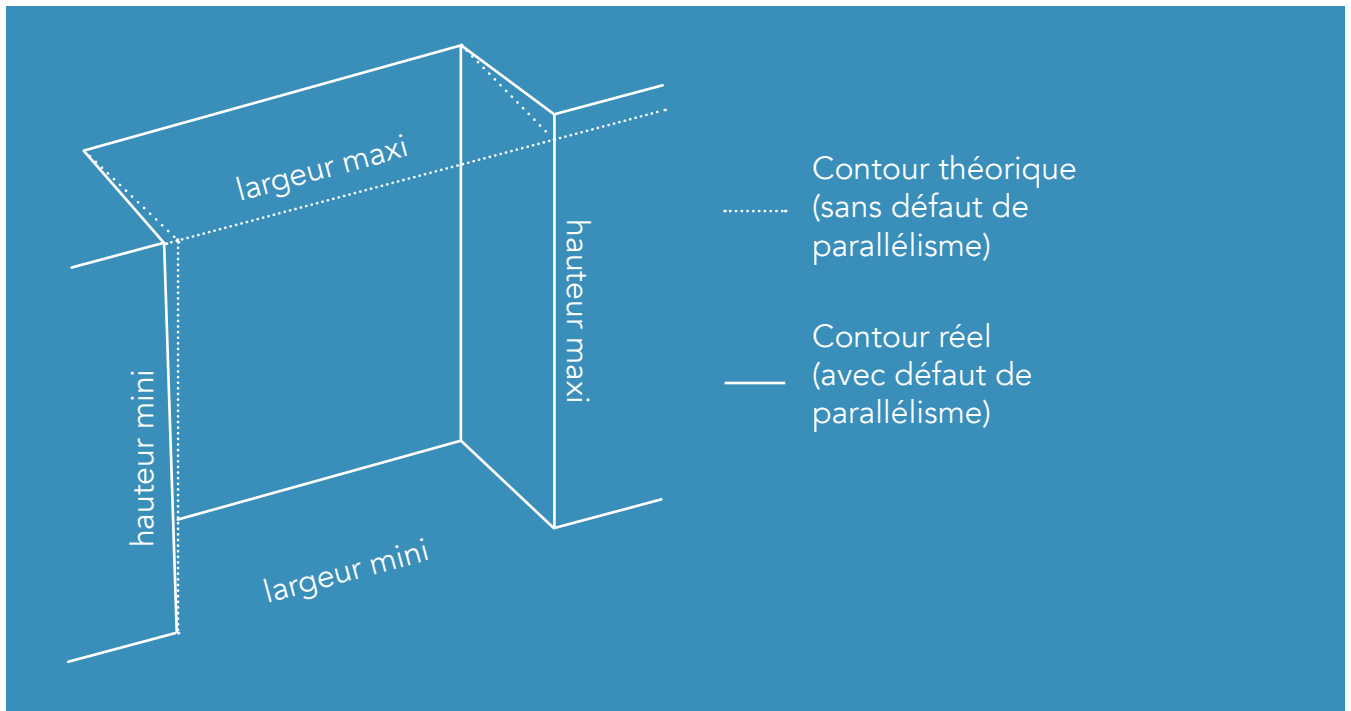 largeur maxi
hauteur maxi
hauteur mini
largeur mini
Contour théorique
(sans défaut de
parallélisme)
Contour réel
(avec défaut de
parallélisme)